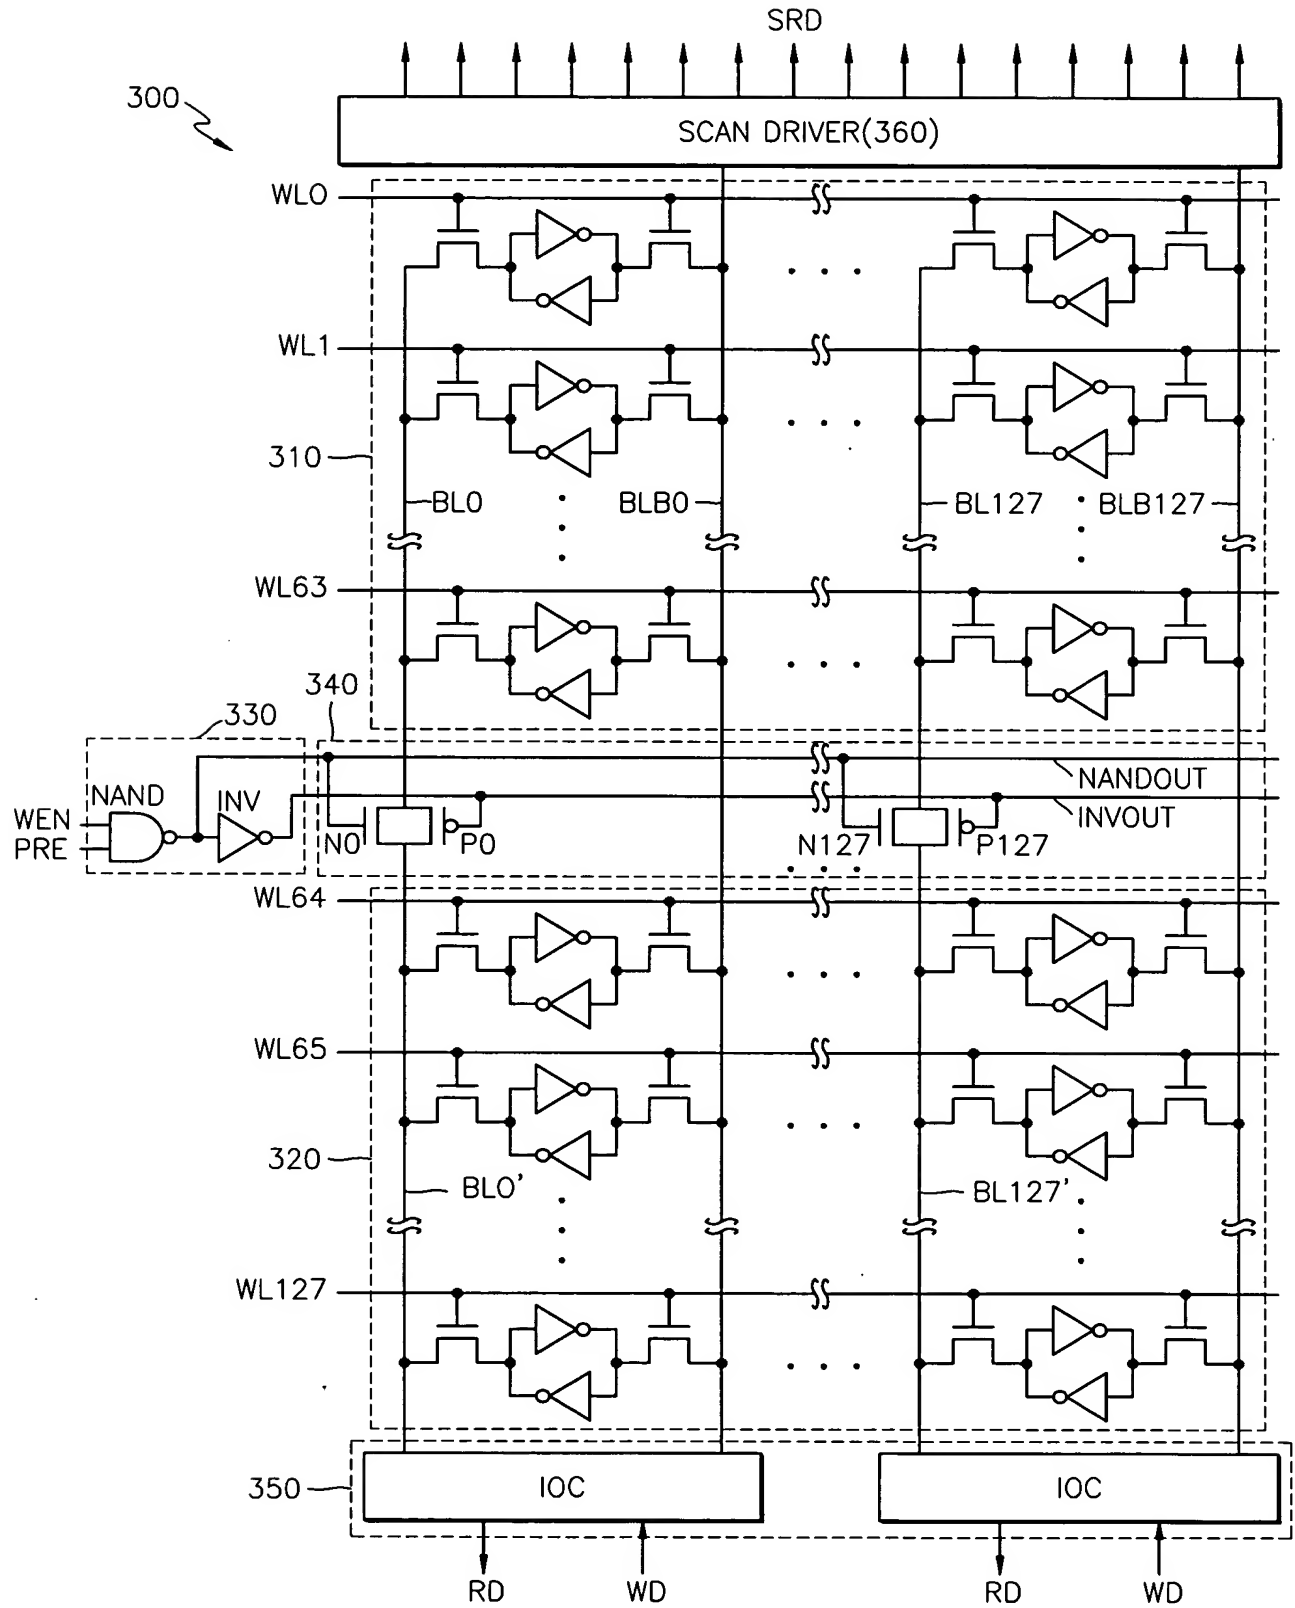 SRD
300
SCAN DRIVER(360)
WL0
WL1
310
BL0 BLB0 BL127 BLB127
WL63
340
330
NANDOUT
NAND INV
INVOUT
WEN
PRE
N0 P0 N127 P127
WL64
WL65
320
BL0' BL127'
WL127
350
IOC IOC
RD WD RD WD